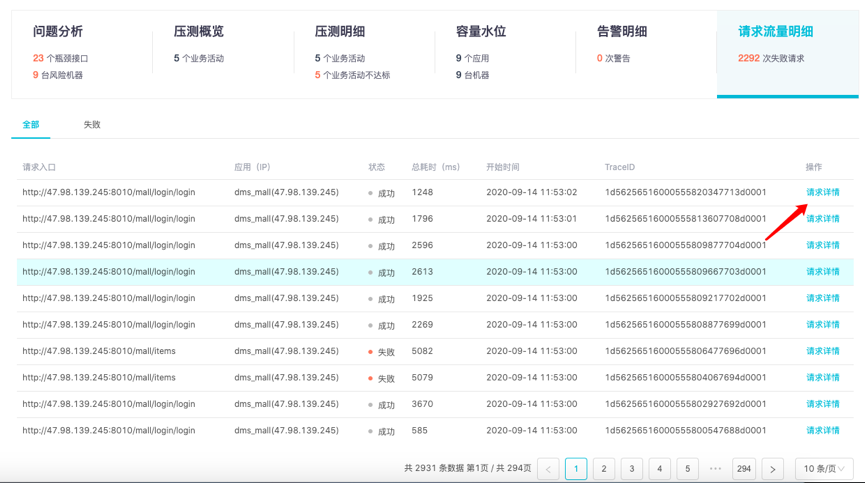 问题分析 压测概览 压测明细 容量水位 告警明细 请求流量明细
23 个瓶颈接口 5 个业务活动 5 个业务活动 9 个应用 0 次警告 2292 次失败请求
9 台风险机器 5 个业务活动不达标 9 台机器
全部 失败
请求入口 应用（IP） 状态 总耗时（ms） 开始时间 TraceID 操作
http://47.98.139.245:8010/mall/login/login dms_mall(47.98.139.245) 成功 1248 2020-09-14 11:53:02 1d56256516000555820347713d0001 请求详情
http://47.98.139.245:8010/mall/login/login dms_mall(47.98.139.245) 成功 1796 2020-09-14 11:53:01 1d56256516000555813607708d0001 请求详情
http://47.98.139.245:8010/mall/login/login dms_mall(47.98.139.245) 成功 2596 2020-09-14 11:53:00 1d56256516000555809877704d0001 请求详情
http://47.98.139.245:8010/mall/login/login dms_mall(47.98.139.245) 成功 2613 2020-09-14 11:53:00 1d56256516000555809667703d0001 请求详情
http://47.98.139.245:8010/mall/login/login dms_mall(47.98.139.245) 成功 1925 2020-09-14 11:53:00 1d56256516000555809217702d0001 请求详情
http://47.98.139.245:8010/mall/login/login dms_mall(47.98.139.245) 成功 2269 2020-09-14 11:53:00 1d56256516000555808877699d0001 请求详情
http://47.98.139.245:8010/mall/items dms_mall(47.98.139.245) 失败 5082 2020-09-14 11:53:00 1d56256516000555806477696d0001 请求详情
http://47.98.139.245:8010/mall/items dms_mall(47.98.139.245) 失败 5079 2020-09-14 11:53:00 1d56256516000555804067694d0001 请求详情
http://47.98.139.245:8010/mall/login/login dms_mall(47.98.139.245) 成功 3670 2020-09-14 11:53:00 1d56256516000555802927692d0001 请求详情
http://47.98.139.245:8010/mall/login/login dms_mall(47.98.139.245) 成功 585 2020-09-14 11:53:00 1d56256516000555800547688d0001 请求详情
共 2931 条数据 第1页 / 共 294页 < 1 2 3 4 5 ••• 294 > 10 条/页